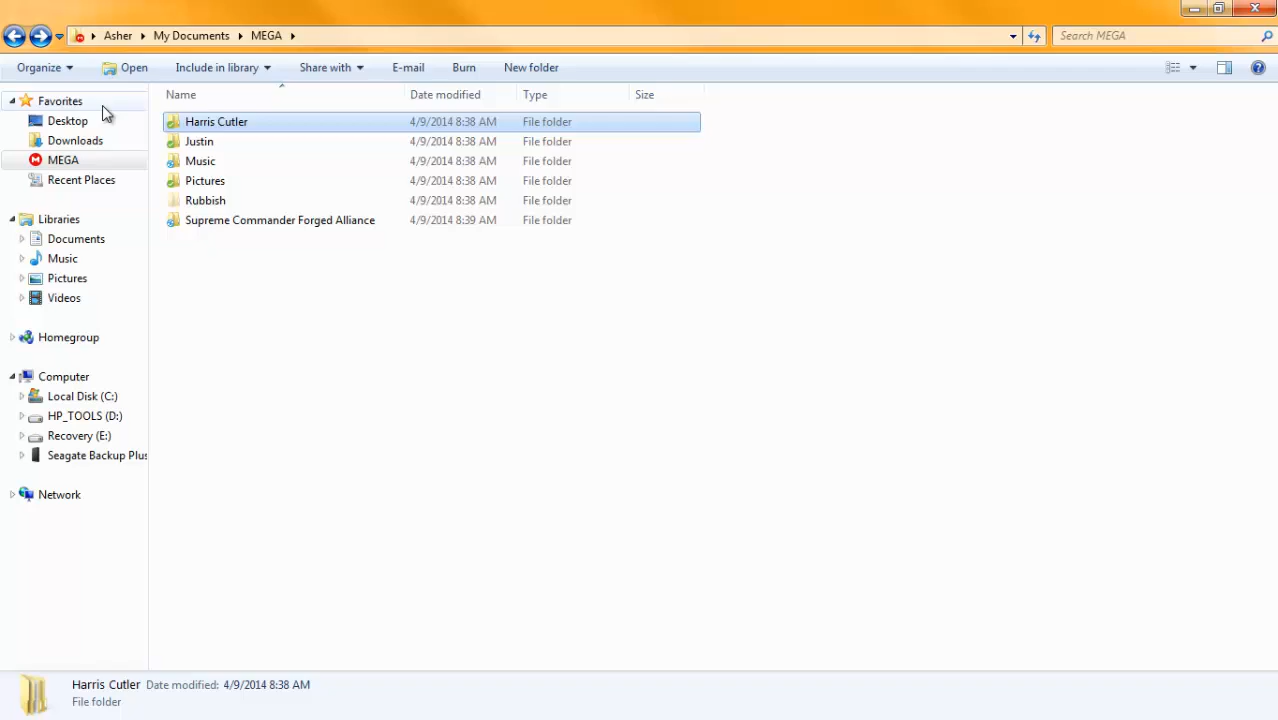 Asher My Documents MEGA Search MEGA
Organize Open Include in library Share with E-mail Burn New folder
Favorites
Desktop
Downloads
MEGA
Recent Places
Libraries
Documents
Music
Pictures
Videos
Homegroup
Computer
Local Disk (C:)
HP_TOOLS (D:)
Recovery (E:)
Seagate Backup Plus
Network
Name Date modified Type Size
Harris Cutler 4/9/2014 8:38 AM File folder
Justin 4/9/2014 8:38 AM File folder
Music 4/9/2014 8:38 AM File folder
Pictures 4/9/2014 8:38 AM File folder
Rubbish 4/9/2014 8:38 AM File folder
Supreme Commander Forged Alliance 4/9/2014 8:39 AM File folder
Harris Cutler Date modified: 4/9/2014 8:38 AM
File folder